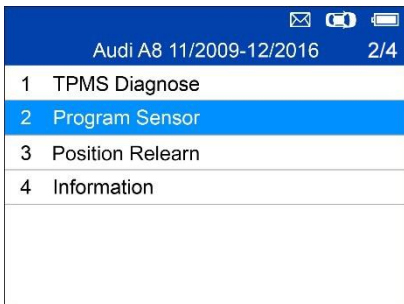 Audi A8 11/2009-12/2016 2/4
1 TPMS Diagnose
2 Program Sensor
3 Position Relearn
4 Information